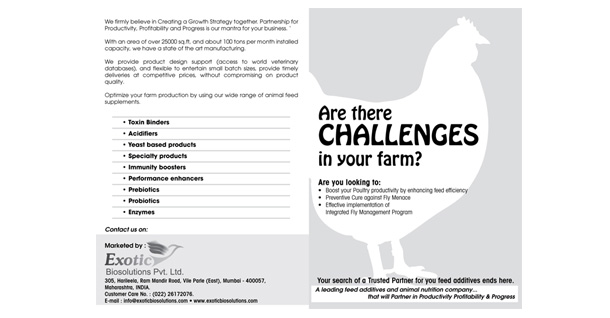 We firmly believe in Creating a Growth Strategy together. Partnership for
Productivity, Profitability and Progress is our mantra for your business. "
With an area of over 25000 sq.ft, and about 100 tons per month installed
capacity, we have a state of the art manufacturing.
We provide product design support (access to world veterinary
databases), and flexible to entertain small batch sizes, provide timely
deliveries at competitive prices, without compromising on product
quality.
Optimize your farm production by using our wide range of animal feed
supplements.
• Toxin Binders
• Acidifiers
• Yeast based products
• Specialty products
• Immunity boosters
• Performance enhancers
• Prebiotics
• Probiotics
• Enzymes
Contact us on:
Marketed by :
Exotic
Biosolutions Pvt. Ltd.
305, Harileela, Ram Mandir Road, Vile Parle (East), Mumbai - 400057,
Maharashtra, INDIA.
Customer Care No. : (022) 26172076.
E-mail : info@exoticbiosolutions.com • www.exoticbiosolutions.com
Are there
CHALLENGES
in your farm?
Are you looking to:
• Boost your Poultry productivity by enhancing feed efficiency
• Preventive Cure against Fly Menace
• Effective implementation of
Integrated Fly Management Program
Your search of a Trusted Partner for you feed additives ends here.
A leading feed additives and animal nutrition company...
that will Partner in Productivity Profitability & Progress